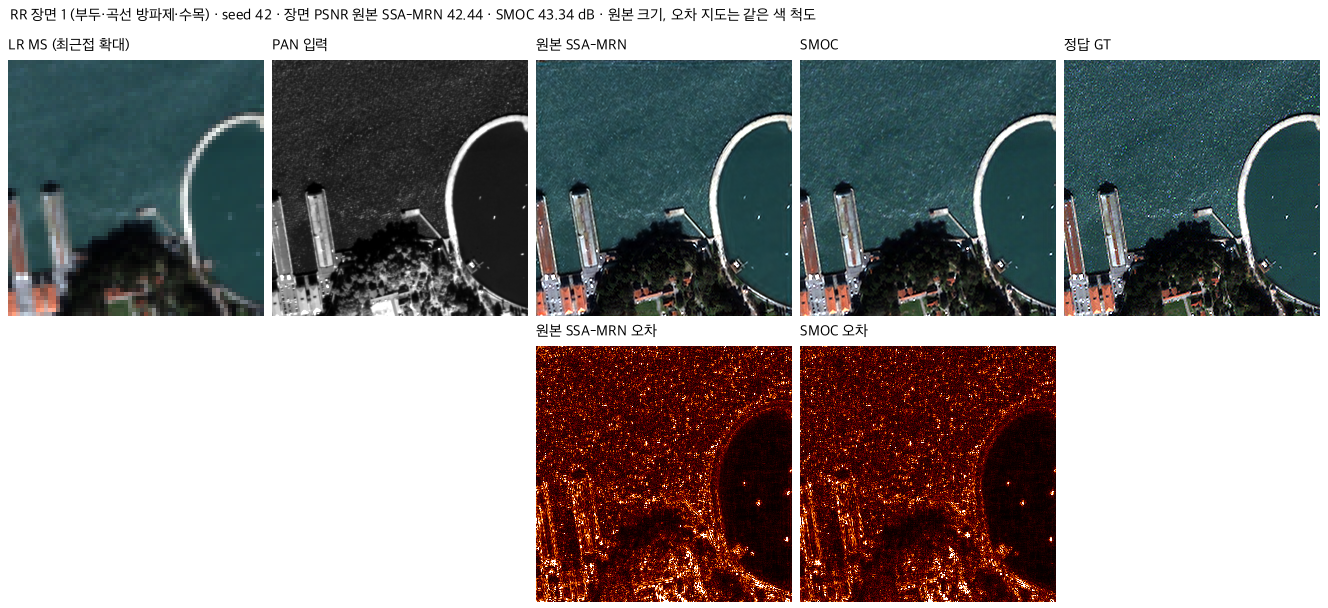 RR 장면 1 (부두·곡선 방파제·수목) · seed 42 · 장면 PSNR 원본 SSA-MRN 42.44 · SMOC 43.34 dB · 원본 크기, 오차 지도는 같은 색 척도
LR MS (최근접 확대)
PAN 입력
원본 SSA-MRN
SMOC
정답 GT
원본 SSA-MRN 오차
SMOC 오차